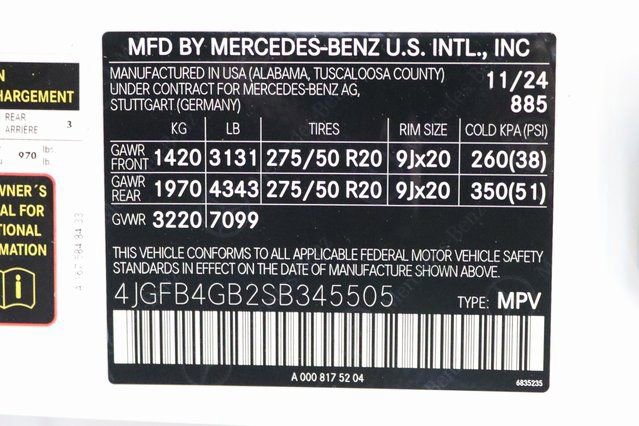 MFD BY MERCEDES-BENZ U.S. INTL., INC
MANUFACTURED IN USA (ALABAMA, TUSCALOOSA COUNTY) 11/24
UNDER CONTRACT FOR MERCEDES-BENZ AG,
STUTTGART (GERMANY) 885
KG LB TIRES RIM SIZE COLD KPA (PSI)
GAWR FRONT 1420 3131 275/50 R20 9Jx20 260(38)
GAWR REAR 1970 4343 275/50 R20 9Jx20 350(51)
GVWR 3220 7099
THIS VEHICLE CONFORMS TO ALL APPLICABLE FEDERAL MOTOR VEHICLE SAFETY
STANDARDS IN EFFECT ON THE DATE OF MANUFACTURE SHOWN ABOVE.
4JGFB4GB2SB345505 TYPE: MPV
A 000 817 52 04
6835235
N
HARGEMENT
REAR
ARRIÈRE 3
970 lbs
lb
WNER´S
AL FOR
TIONAL
RMATION
i